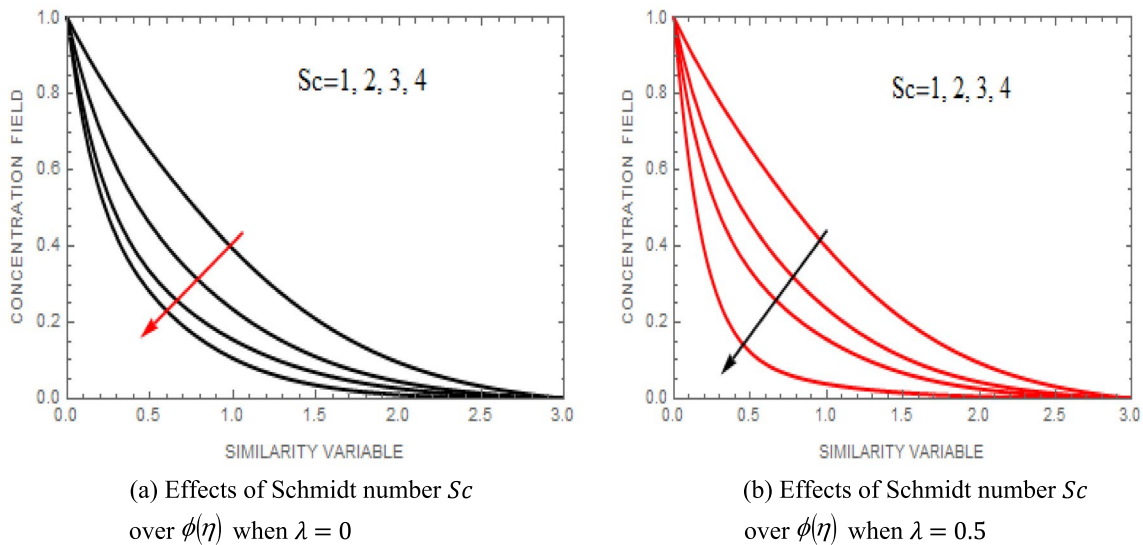 1.0
0.8
0.6
0.4
0.2
0.0
CONCENTRATION FIELD
Sc=1, 2, 3, 4
0.0 0.5 1.0 1.5 2.0 2.5 3.0
SIMILARITY VARIABLE
(a) Effects of Schmidt number Sc
over ϕ(η) when λ = 0
1.0
0.8
0.6
0.4
0.2
0.0
CONCENTRATION FIELD
Sc=1, 2, 3, 4
0.0 0.5 1.0 1.5 2.0 2.5 3.0
SIMILARITY VARIABLE
(b) Effects of Schmidt number Sc
over ϕ(η) when λ = 0.5